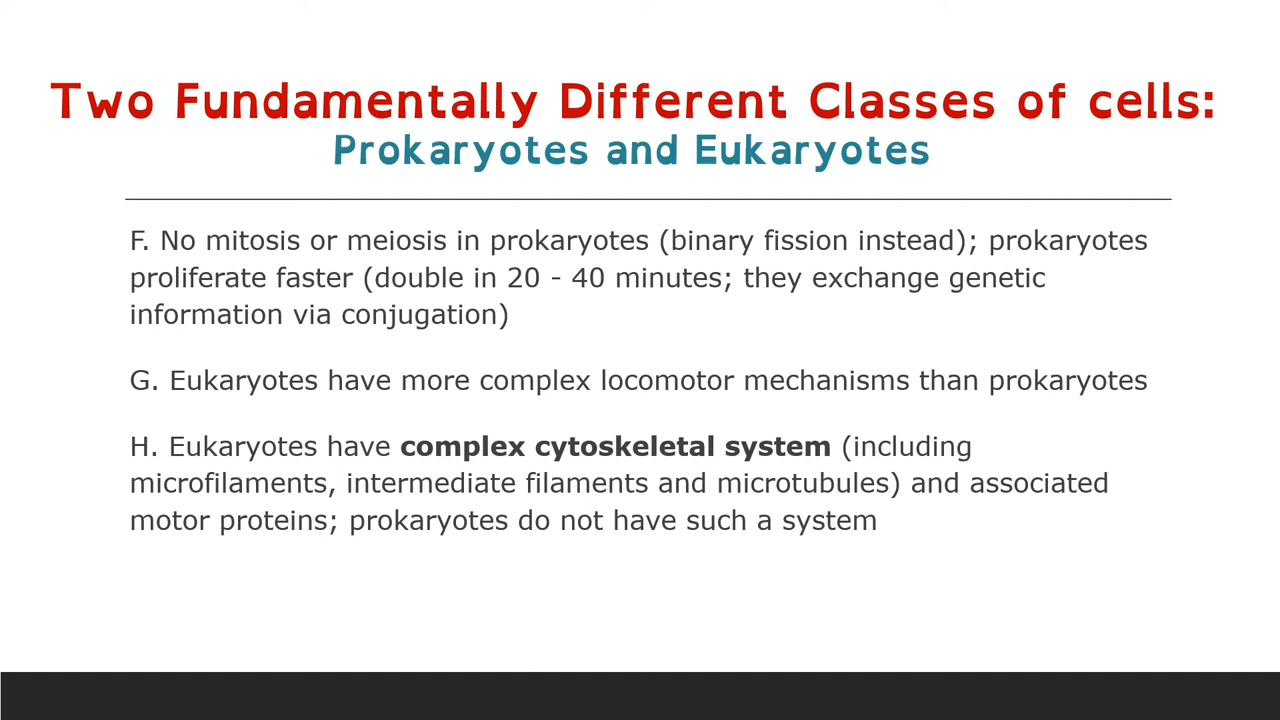 Two Fundamentally Different Classes of cells:
Prokaryotes and Eukaryotes
F. No mitosis or meiosis in prokaryotes (binary fission instead); prokaryotes
proliferate faster (double in 20 - 40 minutes; they exchange genetic
information via conjugation)
G. Eukaryotes have more complex locomotor mechanisms than prokaryotes
H. Eukaryotes have complex cytoskeletal system (including
microfilaments, intermediate filaments and microtubules) and associated
motor proteins; prokaryotes do not have such a system